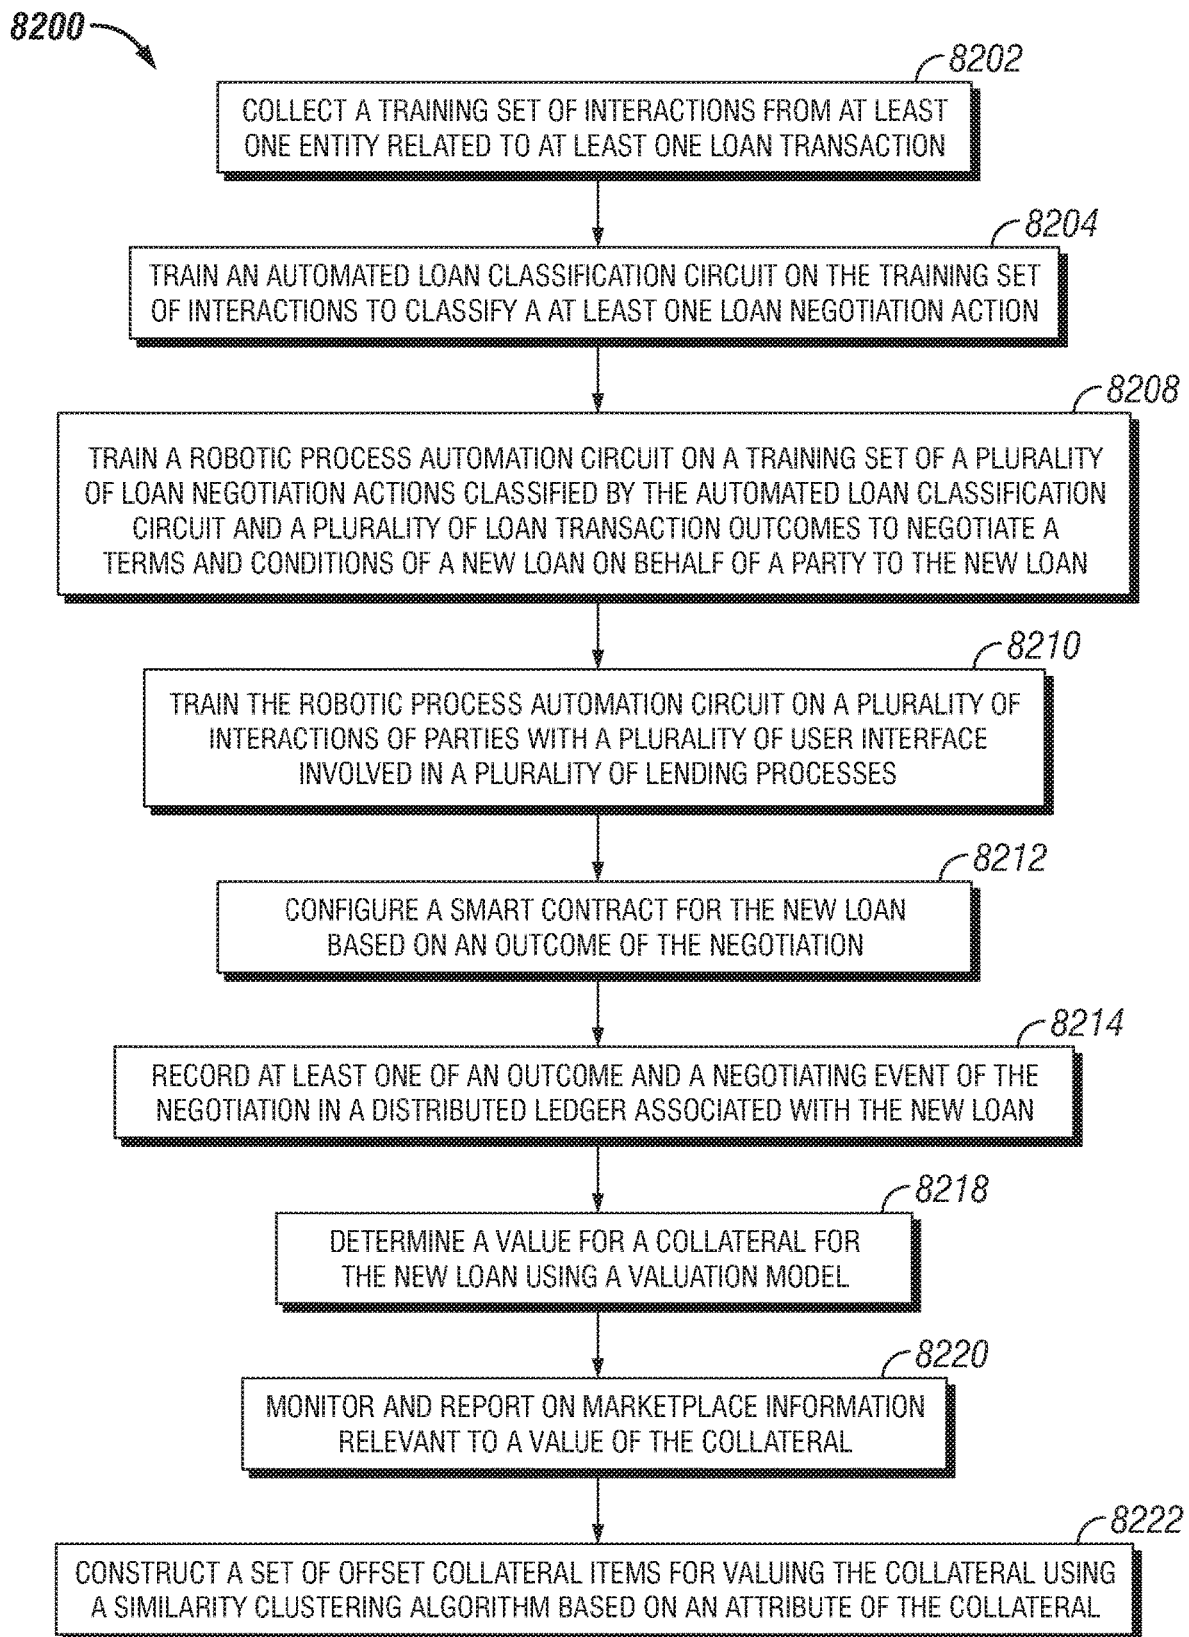 8200
8202
COLLECT A TRAINING SET OF INTERACTIONS FROM AT LEAST
ONE ENTITY RELATED TO AT LEAST ONE LOAN TRANSACTION
8204
TRAIN AN AUTOMATED LOAN CLASSIFICATION CIRCUIT ON THE TRAINING SET
OF INTERACTIONS TO CLASSIFY A AT LEAST ONE LOAN NEGOTIATION ACTION
8208
TRAIN A ROBOTIC PROCESS AUTOMATION CIRCUIT ON A TRAINING SET OF A PLURALITY
OF LOAN NEGOTIATION ACTIONS CLASSIFIED BY THE AUTOMATED LOAN CLASSIFICATION
CIRCUIT AND A PLURALITY OF LOAN TRANSACTION OUTCOMES TO NEGOTIATE A
TERMS AND CONDITIONS OF A NEW LOAN ON BEHALF OF A PARTY TO THE NEW LOAN
8210
TRAIN THE ROBOTIC PROCESS AUTOMATION CIRCUIT ON A PLURALITY OF
INTERACTIONS OF PARTIES WITH A PLURALITY OF USER INTERFACE
INVOLVED IN A PLURALITY OF LENDING PROCESSES
8212
CONFIGURE A SMART CONTRACT FOR THE NEW LOAN
BASED ON AN OUTCOME OF THE NEGOTIATION
8214
RECORD AT LEAST ONE OF AN OUTCOME AND A NEGOTIATING EVENT OF THE
NEGOTIATION IN A DISTRIBUTED LEDGER ASSOCIATED WITH THE NEW LOAN
8218
DETERMINE A VALUE FOR A COLLATERAL FOR
THE NEW LOAN USING A VALUATION MODEL
8220
MONITOR AND REPORT ON MARKETPLACE INFORMATION
RELEVANT TO A VALUE OF THE COLLATERAL
8222
CONSTRUCT A SET OF OFFSET COLLATERAL ITEMS FOR VALUING THE COLLATERAL USING
A SIMILARITY CLUSTERING ALGORITHM BASED ON AN ATTRIBUTE OF THE COLLATERAL